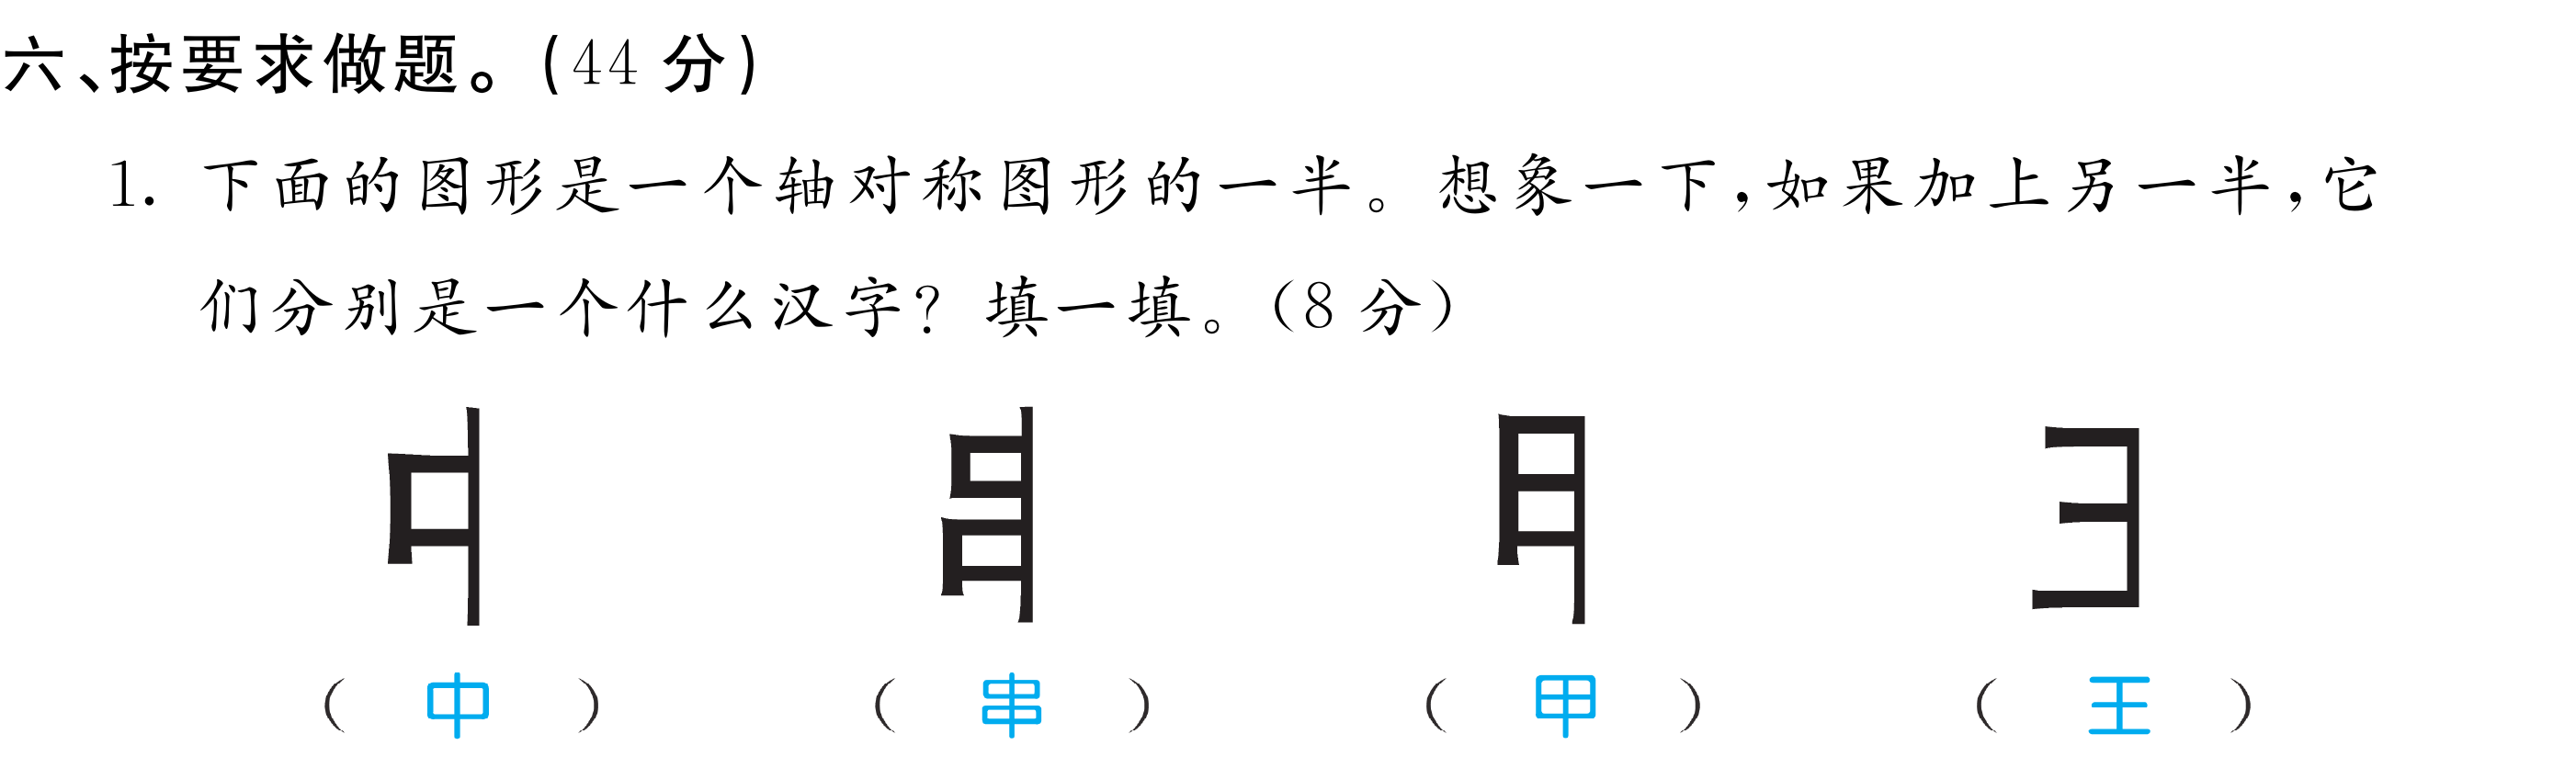 六、按要求做题。(44 分)
1. 下面的图形是一个轴对称图形的一半。想象一下,如果加上另一半,它
们分别是一个什么汉字? 填一填。(8 分)
( 中 ) ( 串 ) ( 甲 ) ( 王 )